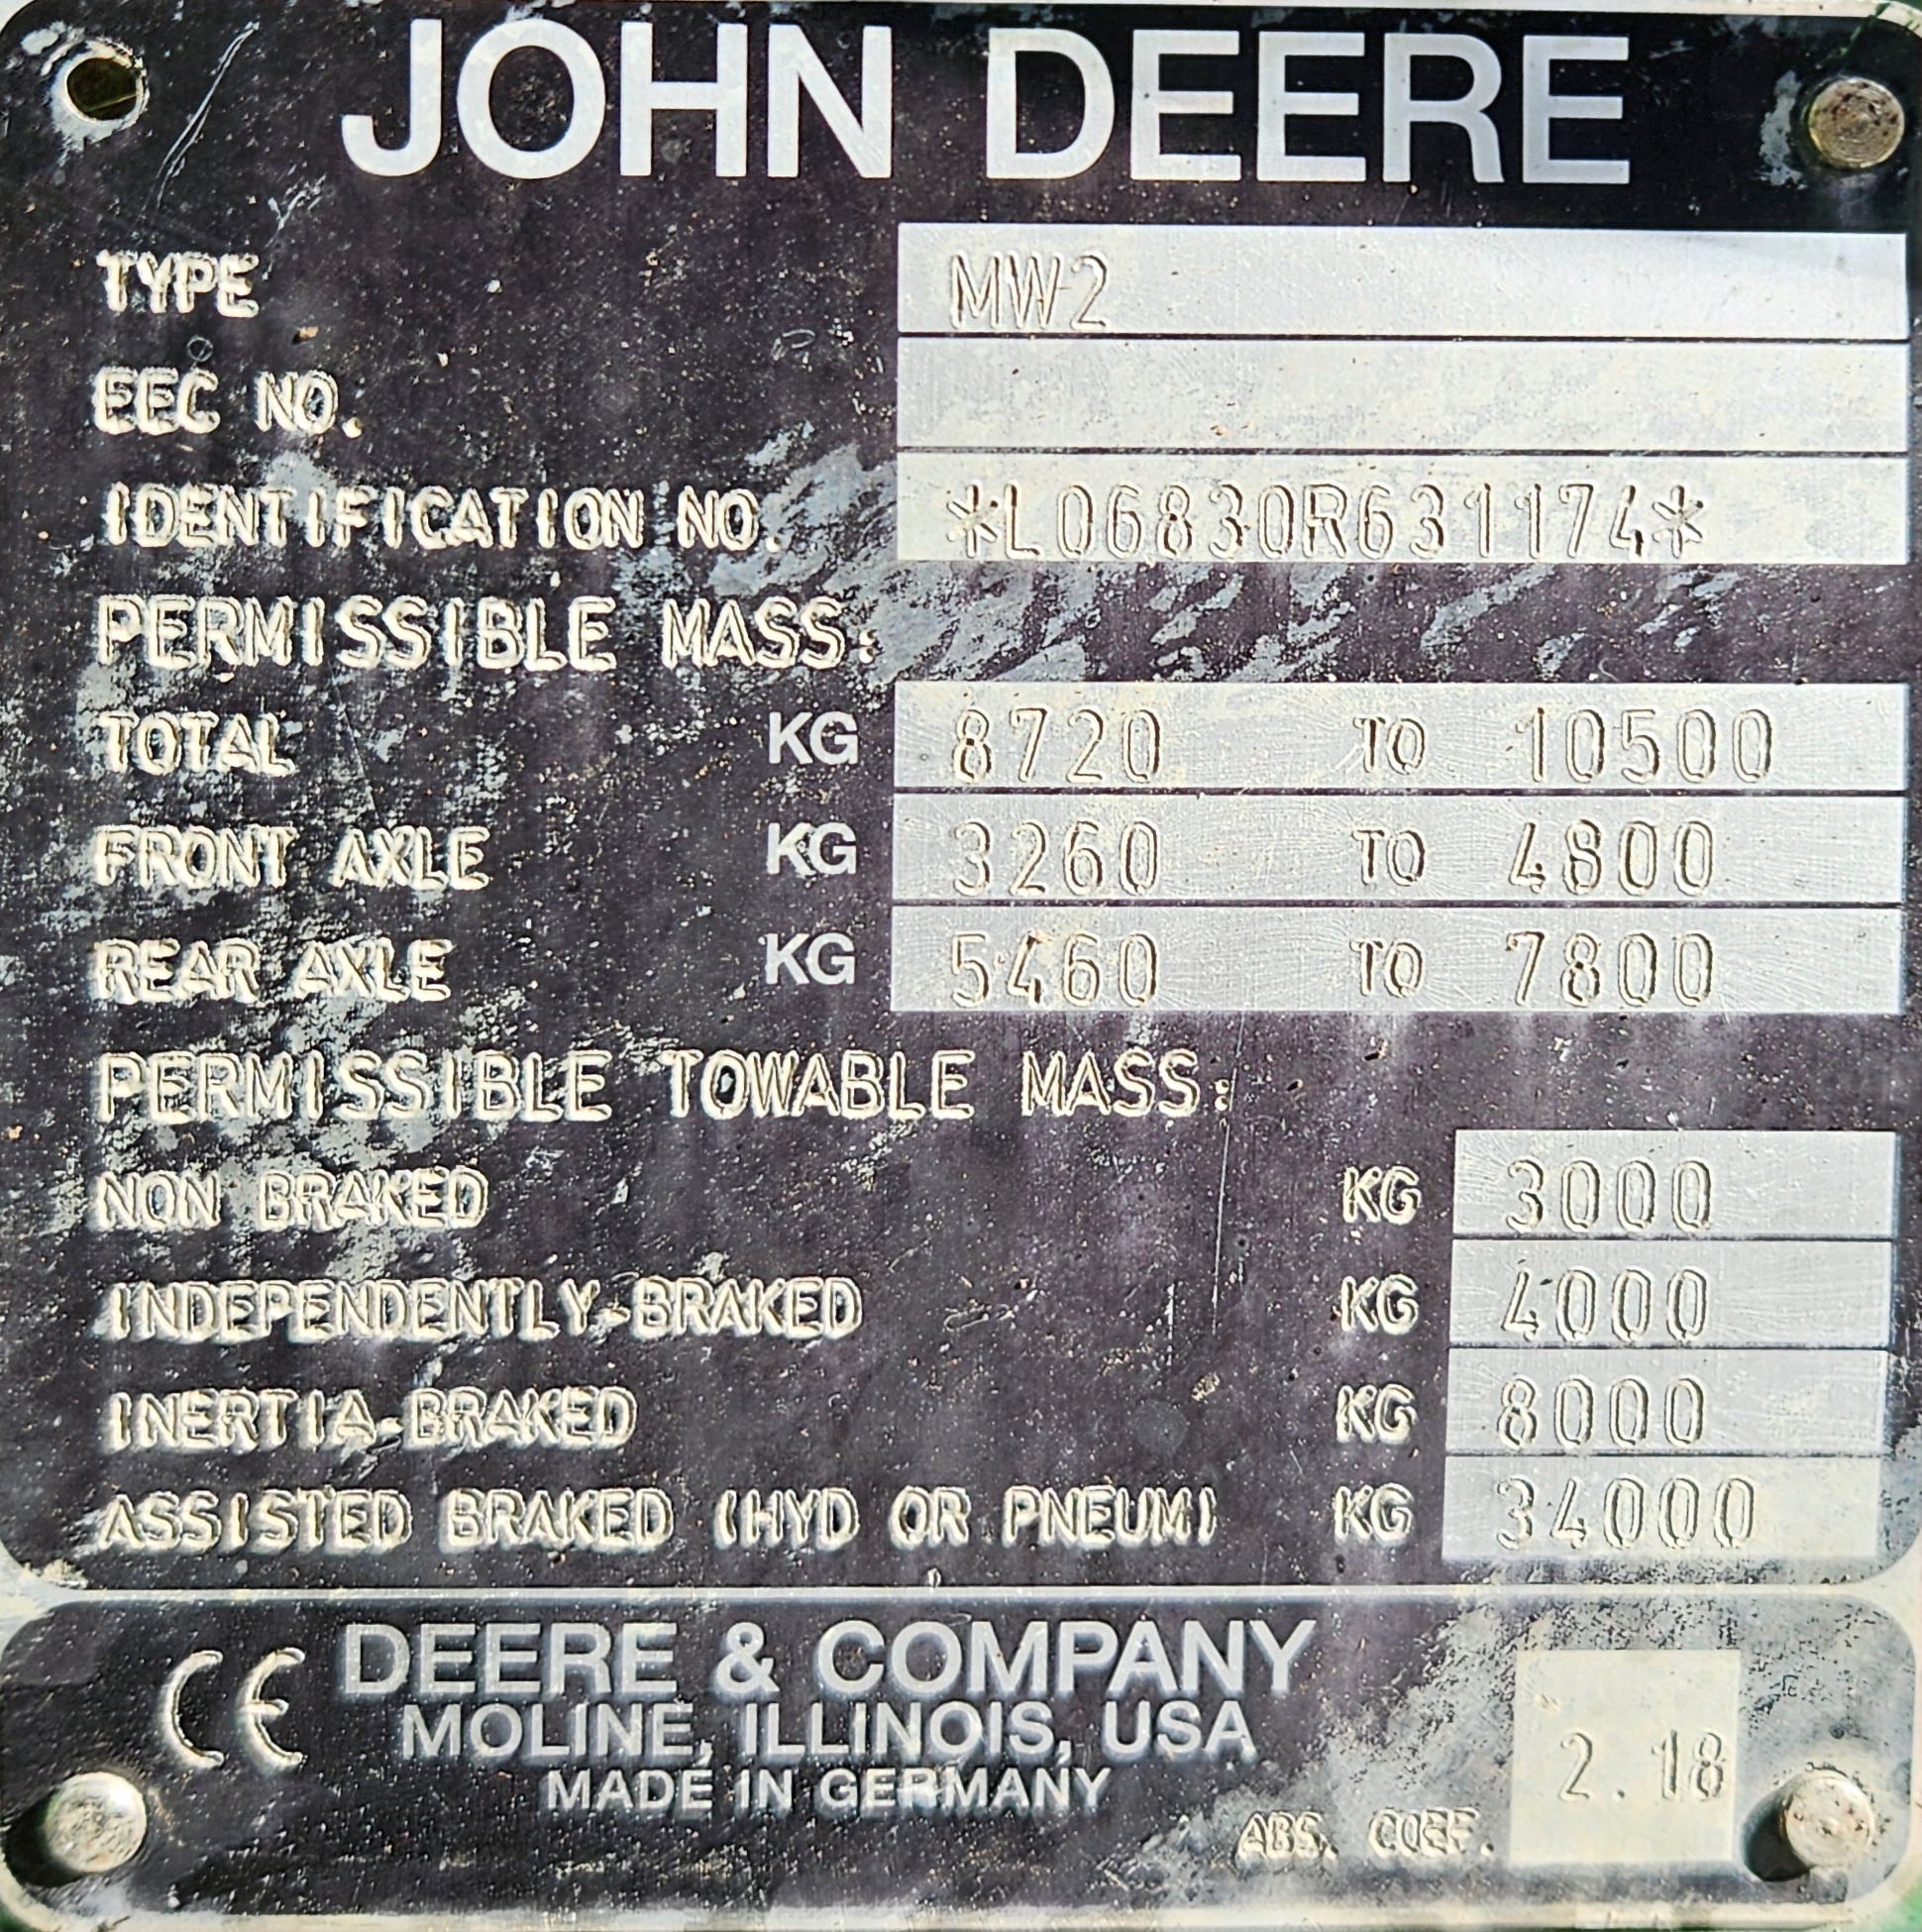 JOHN DEERE
TYPE MW2
EEC NO.
IDENTIFICATION NO. *L06830R631174*
PERMISSIBLE MASS:
TOTAL KG 8720 TO 10500
FRONT AXLE KG 3260 TO 4800
REAR AXLE KG 5460 TO 7800
PERMISSIBLE TOWABLE MASS:
NON BRAKED KG 3000
INDEPENDENTLY-BRAKED KG 4000
INERTIA-BRAKED KG 8000
ASSISTED BRAKED (HYD OR PNEUM) KG 34000
CE DEERE & COMPANY
MOLINE, ILLINOIS, USA
MADE IN GERMANY
ABS. COEF. 2.18